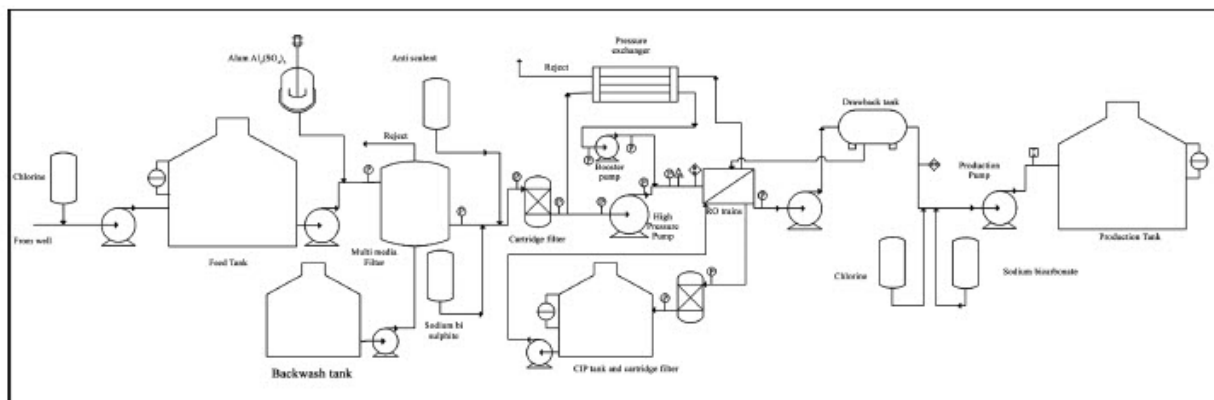 Chlorine
From well
Feed Tank
Alum Al₂(SO₄)₃
Reject
Multi media
Filter
Backwash tank
Anti scalent
Sodium bi
sulphite
Cartridge filter
Pressure
exchanger
Reject
Booster
pump
High
Pressure
Pump
RO trains
CIP tank and cartridge filter
Drawback tank
Chlorine
Sodium bicarbonate
Production
Pump
Production Tank